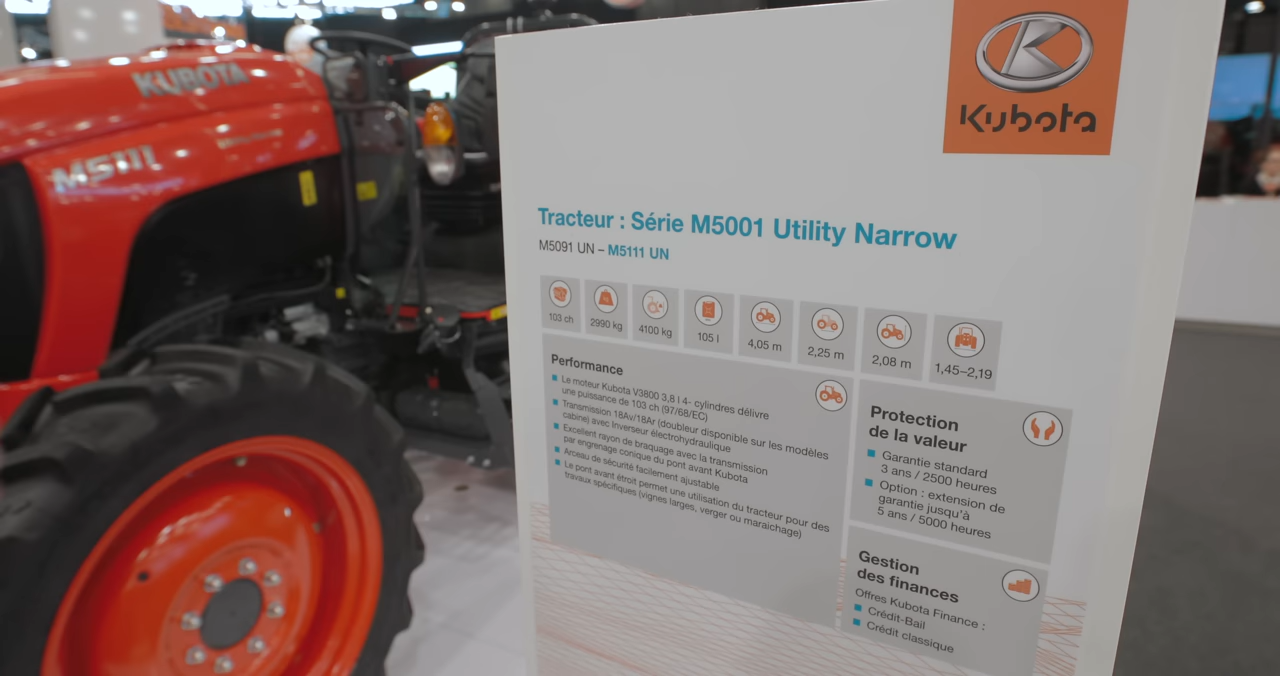 KUBOTA
M5111
Kubota
Tracteur : Série M5001 Utility Narrow
M5091 UN – M5111 UN
103 ch
2990 kg
4100 kg
105 l
4,05 m
2,25 m
2,08 m
1,45–2,19
Performance
Le moteur Kubota V3800 3,8 l 4- cylindres délivre
une puissance de 103 ch (97/68/EC)
Transmission 18Av/18Ar (doubleur disponible sur les modèles
cabine) avec Inverseur électrohydraulique
Excellent rayon de braquage avec la transmission
par engrenage conique du pont avant Kubota
Arceau de sécurité facilement ajustable
Le pont avant étroit permet une utilisation du tracteur pour des
travaux spécifiques (vignes larges, verger ou maraichage)
Protection
de la valeur
Garantie standard
3 ans / 2500 heures
Option : extension de
garantie jusqu'à
5 ans / 5000 heures
Gestion
des finances
Offres Kubota Finance :
Crédit-Bail
Crédit classique